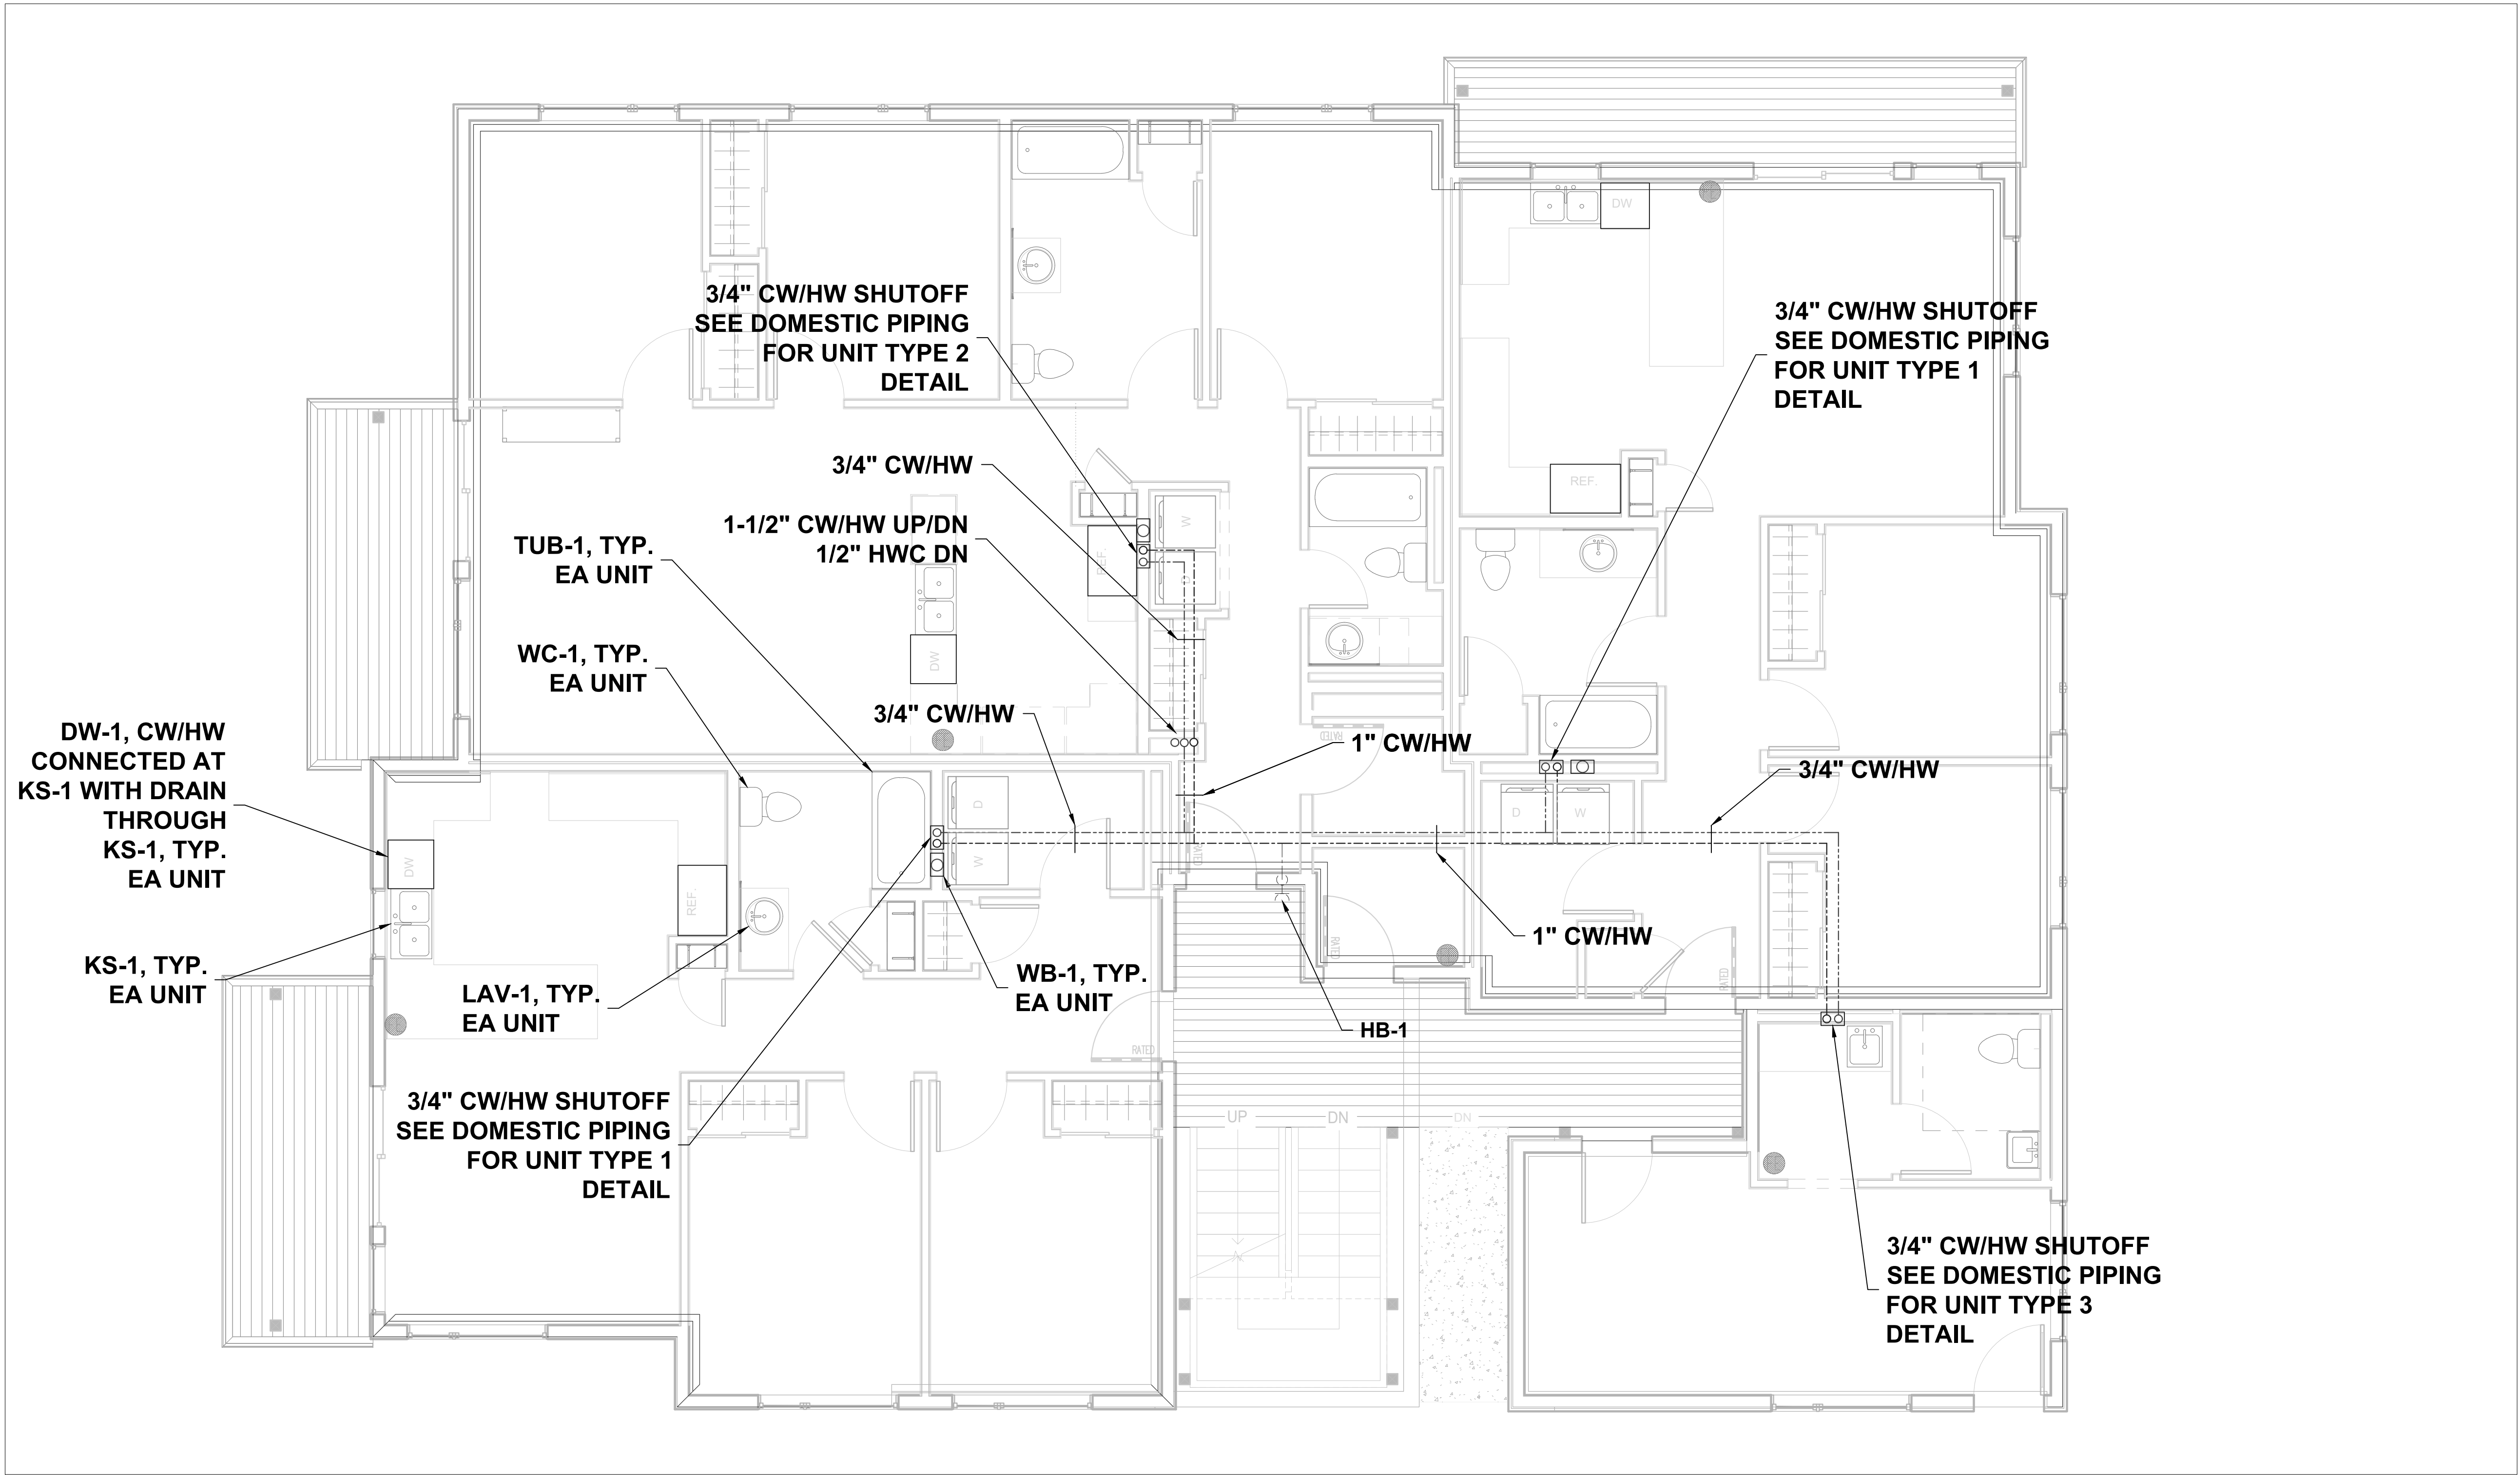 DW
3/4" CW/HW SHUTOFF
SEE DOMESTIC PIPING
FOR UNIT TYPE 2
DETAIL
3/4" CW/HW SHUTOFF
SEE DOMESTIC PIPING
FOR UNIT TYPE 1
DETAIL
3/4" CW/HW
REF.
W
1-1/2" CW/HW UP/DN
1/2" HWC DN
TUB-1, TYP.
EA UNIT
REF.
D
WC-1, TYP.
EA UNIT
DW
3/4" CW/HW
DW-1, CW/HW
CONNECTED AT
KS-1 WITH DRAIN
THROUGH
KS-1, TYP.
EA UNIT
RATED
1" CW/HW
3/4" CW/HW
D
D
W
DW
W
RATED
REF.
1" CW/HW
RATED
KS-1, TYP.
EA UNIT
LAV-1, TYP.
EA UNIT
WB-1, TYP.
EA UNIT
RATED
HB-1
RATED
3/4" CW/HW SHUTOFF
SEE DOMESTIC PIPING
FOR UNIT TYPE 1
DETAIL
UP
DN
DN
3/4" CW/HW SHUTOFF
SEE DOMESTIC PIPING
FOR UNIT TYPE 3
DETAIL